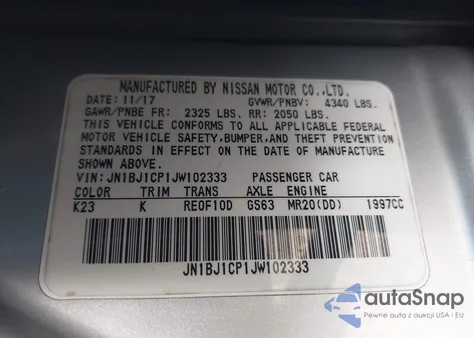 MANUFACTURED BY NISSAN MOTOR CO.,LTD.
DATE: 11/17 GVWR/PNBV: 4340 LBS.
GAWR/PNBE FR: 2325 LBS. RR: 2050 LBS.
THIS VEHICLE CONFORMS TO ALL APPLICABLE FEDERAL
MOTOR VEHICLE SAFETY, BUMPER, AND THEFT PREVENTION
STANDARDS IN EFFECT ON THE DATE OF MANUFACTURE
SHOWN ABOVE.
VIN: JN1BJ1CP1JW102333 PASSENGER CAR
COLOR TRIM TRANS AXLE ENGINE
K23 K REOF10D GS63 MR20(DD) 1997CC
JN1BJ1CP1JW102333
autoSnap
Pewne auta z aukcji USA i EU